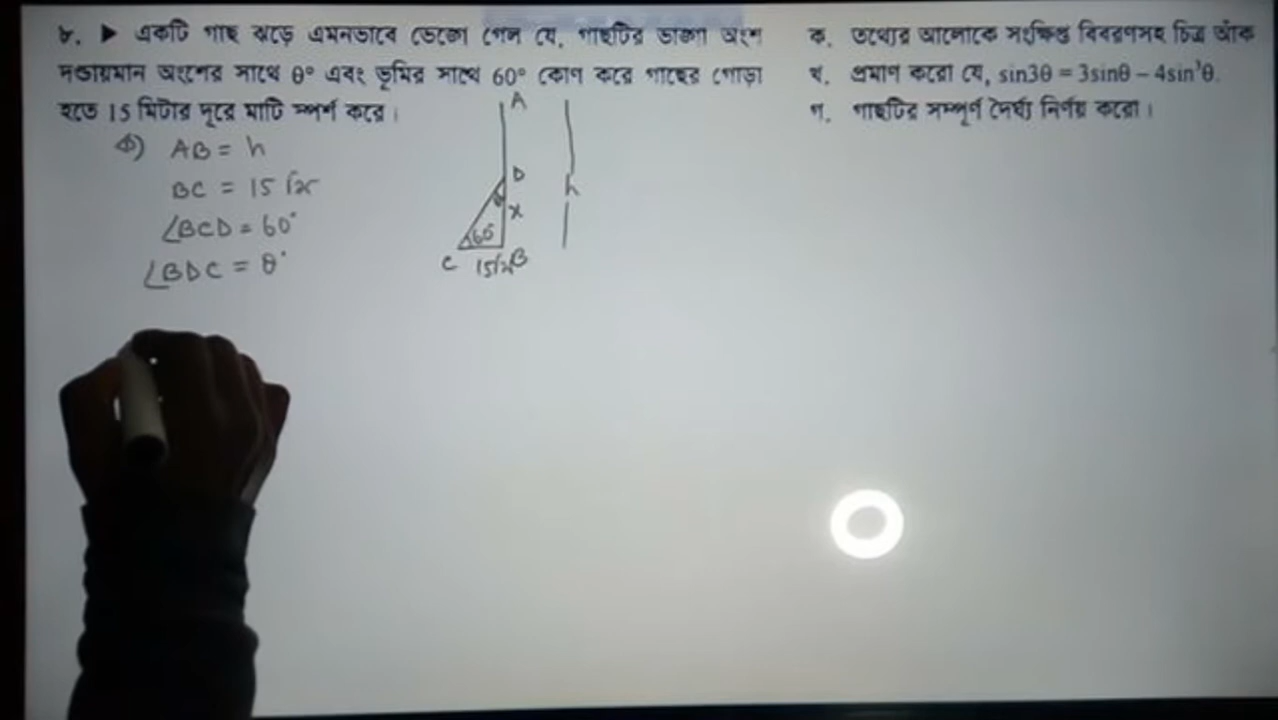 ৮. ▶ একটি গাছ ঝড়ে এমনভাবে ভেঙ্গে গেল যে, গাছটির ভাঙ্গা অংশ
দণ্ডায়মান অংশের সাথে θ° এবং ভূমির সাথে 60° কোণ করে গাছের গোড়া
হতে 15 মিটার দূরে মাটি স্পর্শ করে।
ক. তথ্যের আলোকে সংক্ষিপ্ত বিবরণসহ চিত্র আঁক
খ. প্রমাণ করো যে, sin3θ = 3sinθ – 4sin³θ.
গ. গাছটির সম্পূর্ণ দৈর্ঘ্য নির্ণয় করো।
ক) AB = h
BC = 15 মি
∠BCD = 60°
∠BDC = θ°
A
D
h
θ
x
60°
C 15মি B